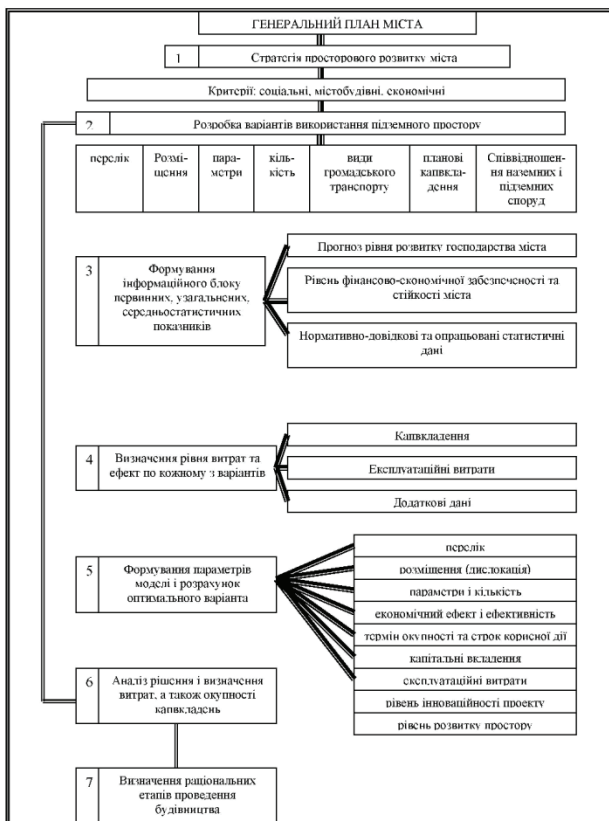 ГЕНЕРАЛЬНИЙ ПЛАН МІСТА
1 Стратегія просторового розвитку міста
Критерії: соціальні, містобудівні, економічні
2 Розробка варіантів використання підземного простору
перелік
Розмі-
щення
пара-
метри
кіль-
кість
види
громадського
транспорту
планові
капвкла-
дення
Співвідношен-
ня наземних і
підземних
споруд
3
Формування
інформаційного блоку
первинних, узагальнених,
середньостатистичних
показників
Прогноз рівня розвитку господарства міста
Рівень фінансово-економічної забезпеченості та
стійкості міста
Нормативно-довідкові та опрацьовані статистичні
дані
4
Визначення рівня витрат та
ефект по кожному з варіантів
Капвкладення
Експлуатаційні витрати
Додаткові дані
5
Формування параметрів
моделі і розрахунок
оптимального варіанта
перелік
розміщення (дислокація)
параметри і кількість
економічний ефект і ефективність
термін окупності та строк корисної дії
капітальні вкладення
експлуатаційні витрати
рівень інноваційності проекту
рівень розвитку простору
6
Аналіз рішення і визначення
витрат, а також окупності
капвкладень
7
Визначення раціональних
етапів проведення
будівництва